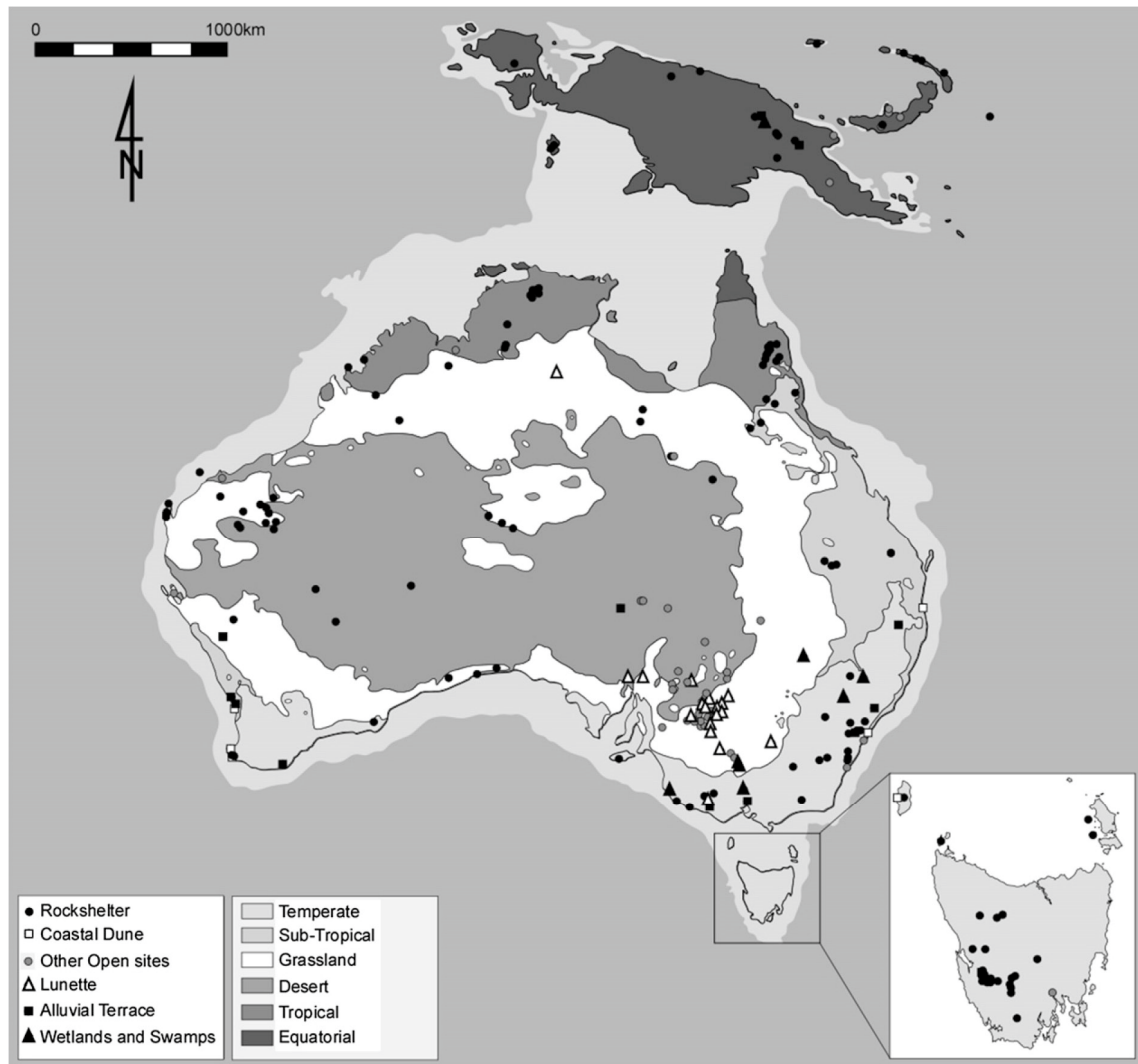 0 1000km
N
Rockshelter
Coastal Dune
Other Open sites
Lunette
Alluvial Terrace
Wetlands and Swamps
Temperate
Sub-Tropical
Grassland
Desert
Tropical
Equatorial